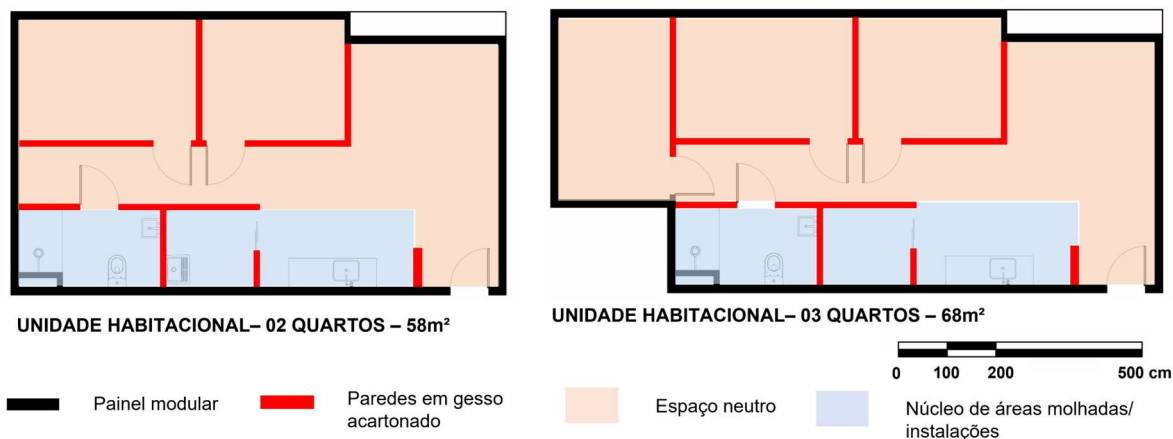 UNIDADE HABITACIONAL– 02 QUARTOS – 58m²
UNIDADE HABITACIONAL– 03 QUARTOS – 68m²
0 100 200 500 cm
Painel modular
Paredes em gesso
acartonado
Espaço neutro
Núcleo de áreas molhadas/
instalações